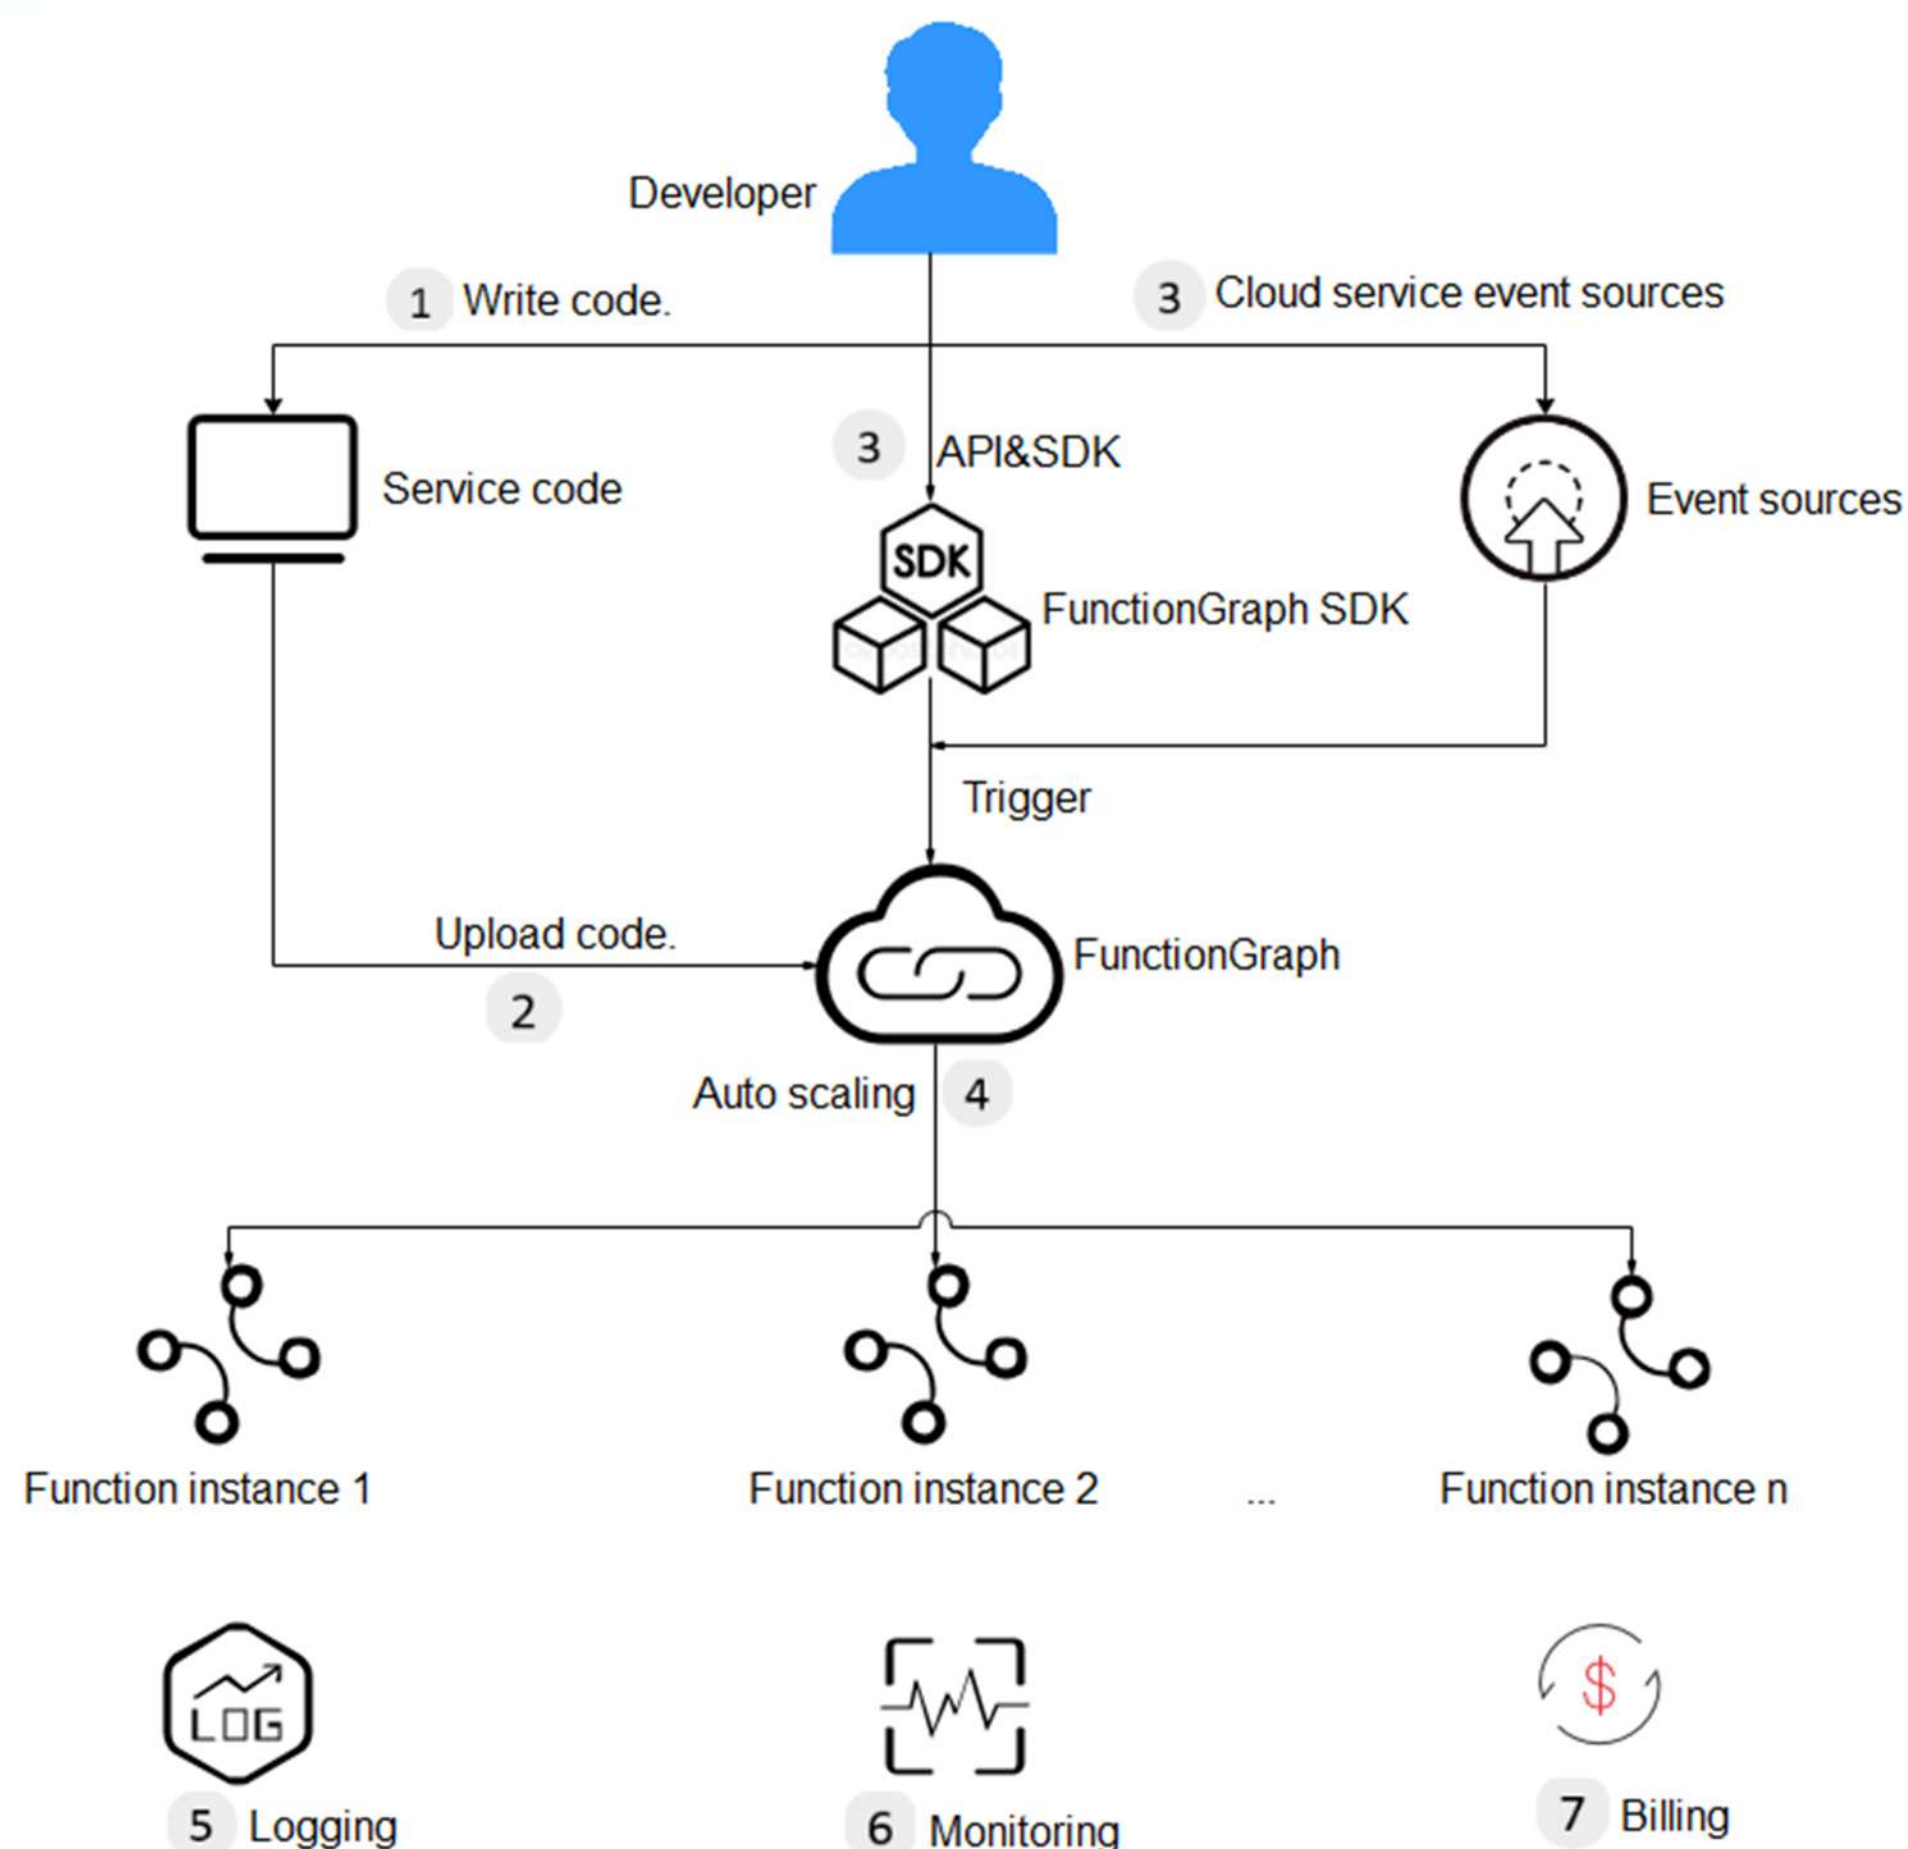 Developer
1 Write code.
3 Cloud service event sources
3 API&SDK
Service code
Event sources
SDK
FunctionGraph SDK
Trigger
Upload code.
2
FunctionGraph
Auto scaling 4
Function instance 1
Function instance 2
...
Function instance n
LOG
$
5 Logging
6 Monitoring
7 Billing